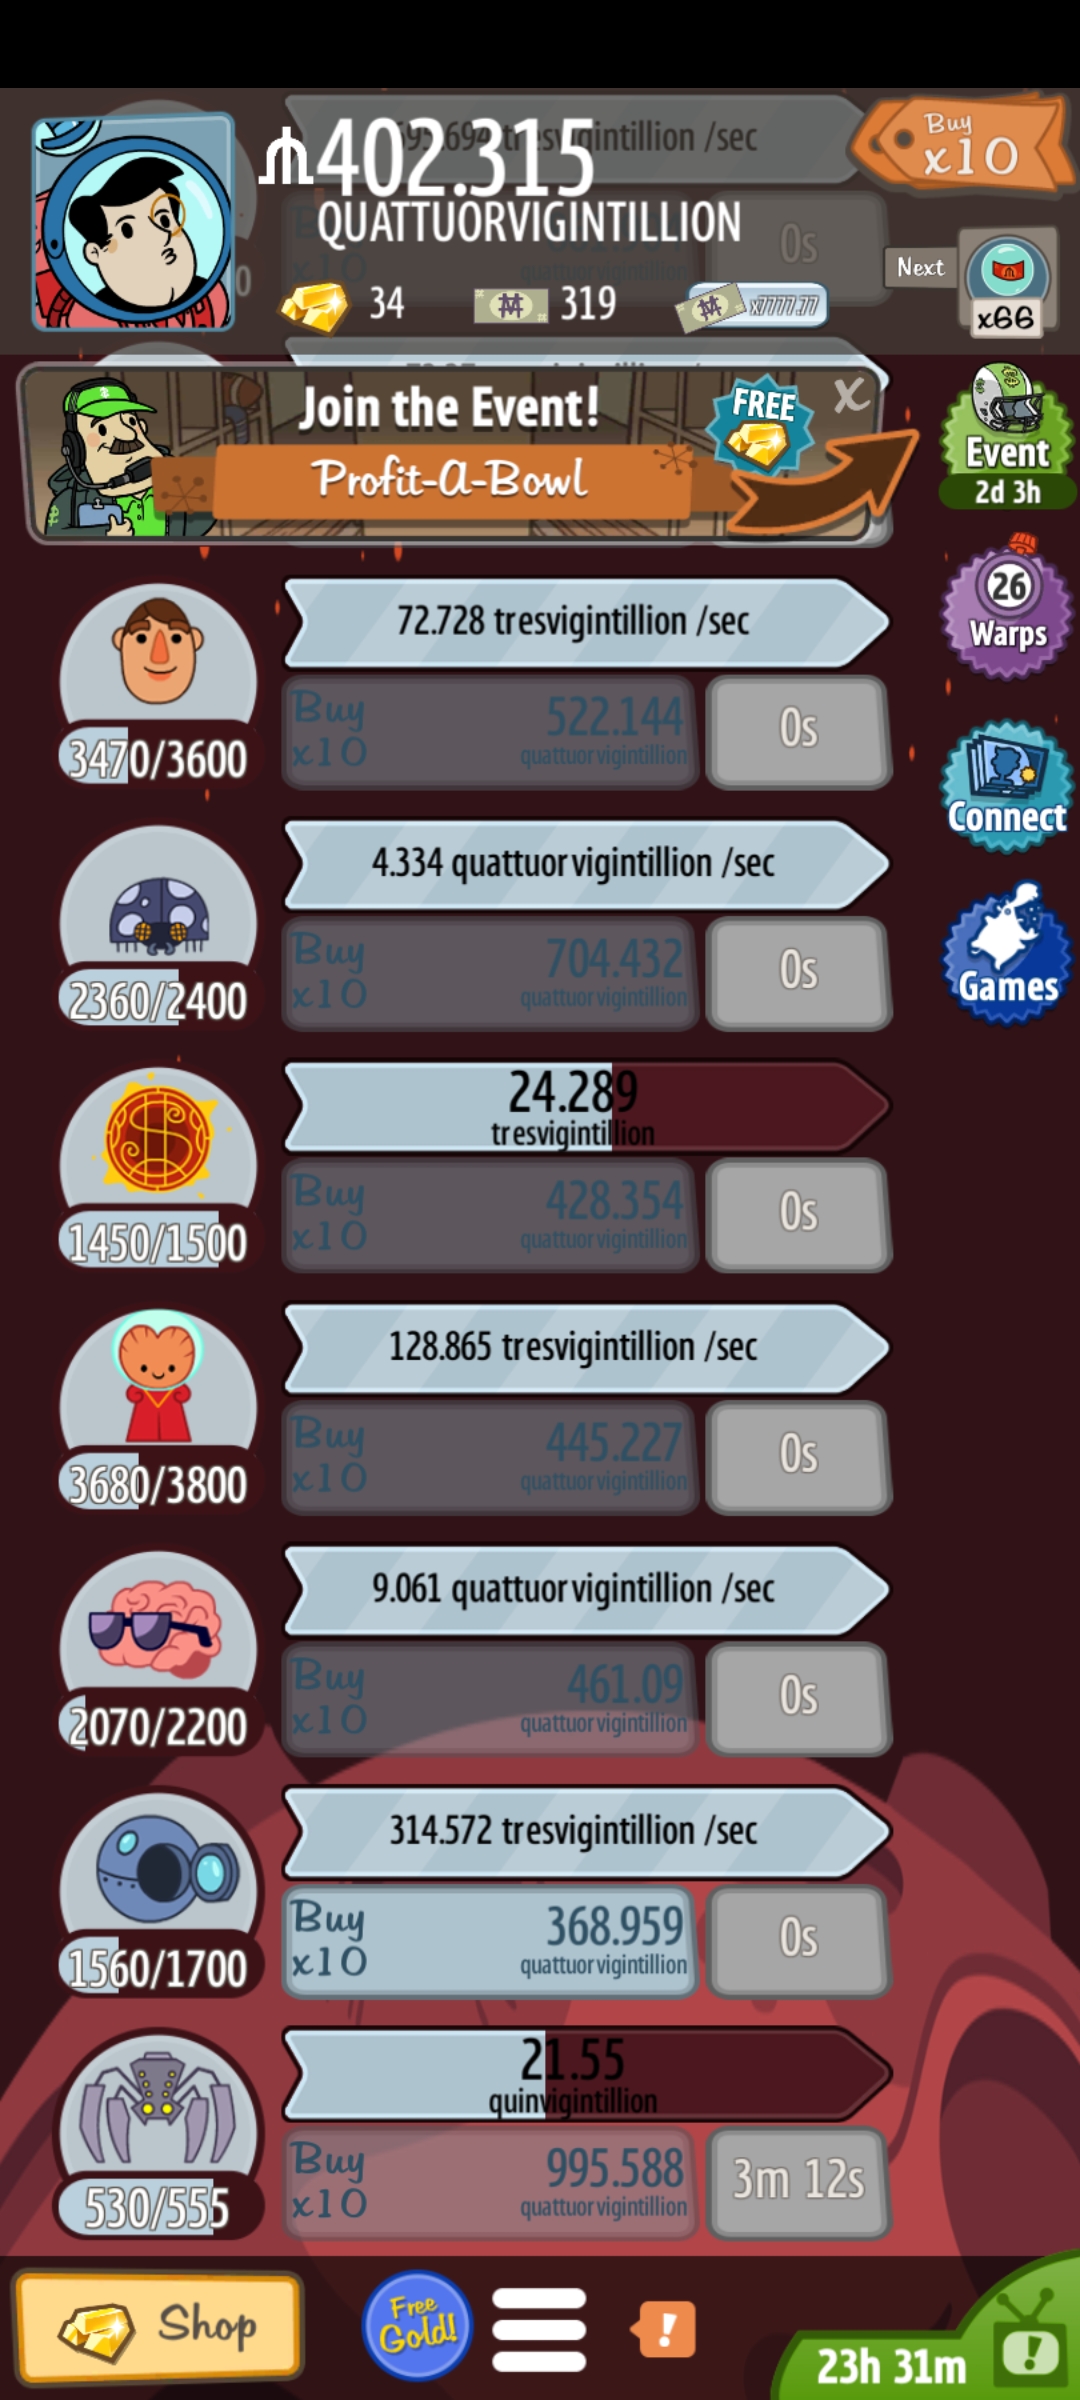 695.694 tresvigintillion /sec
402.315
QUATTUORVIGINTILLION
Buy
x10
0s
quattuorvigintillion
34
319
x7777.77
Next
x66
Join the Event!
FREE
X
Profit-A-Bowl
Event
2d 3h
26
Warps
Connect
Games
72.728 tresvigintillion /sec
Buy
x10
522.144
quattuorvigintillion
0s
3470/3600
4.334 quattuorvigintillion /sec
Buy
x10
704.432
quattuorvigintillion
0s
2360/2400
24.289
tresvigintillion
Buy
x10
428.354
quattuorvigintillion
0s
1450/1500
128.865 tresvigintillion /sec
Buy
x10
445.227
quattuorvigintillion
0s
3680/3800
9.061 quattuorvigintillion /sec
Buy
x10
461.09
quattuorvigintillion
0s
2070/2200
314.572 tresvigintillion /sec
Buy
x10
368.959
quattuorvigintillion
0s
1560/1700
21.55
quinvigintillion
Buy
x10
995.588
quattuorvigintillion
3m 12s
530/555
Shop
Free
Gold!
!
23h 31m
!